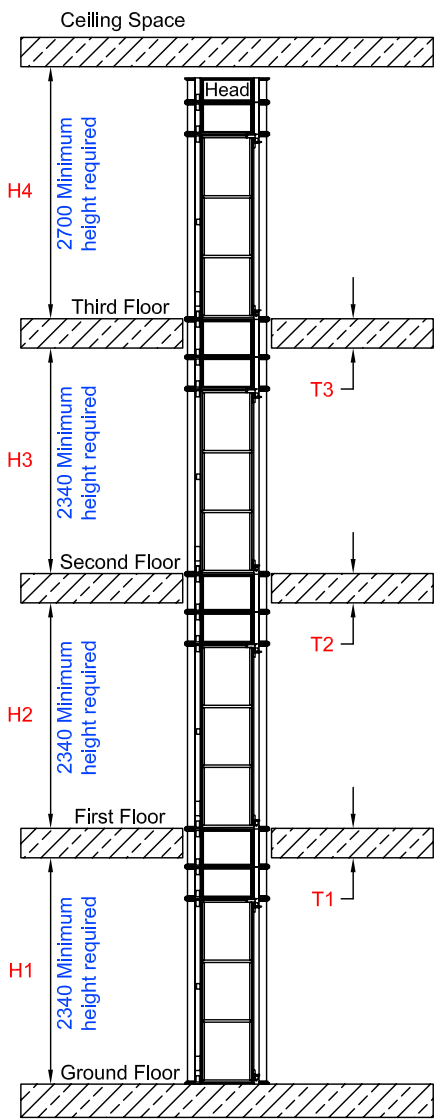 Ceiling Space
Head
H4
2700 Minimum
height required
Third Floor
T3
H3
2340 Minimum
height required
Second Floor
T2
H2
2340 Minimum
height required
First Floor
T1
H1
2340 Minimum
height required
Ground Floor